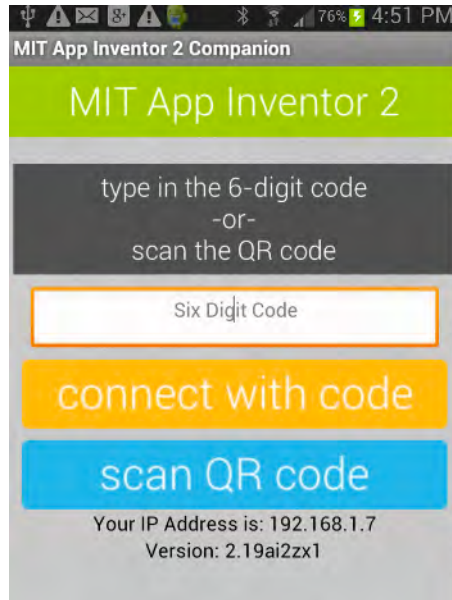 76% 4:51 PM
MIT App Inventor 2 Companion
MIT App Inventor 2
type in the 6-digit code
-or-
scan the QR code
Six Digit Code
connect with code
scan QR code
Your IP Address is: 192.168.1.7
Version: 2.19ai2zx1